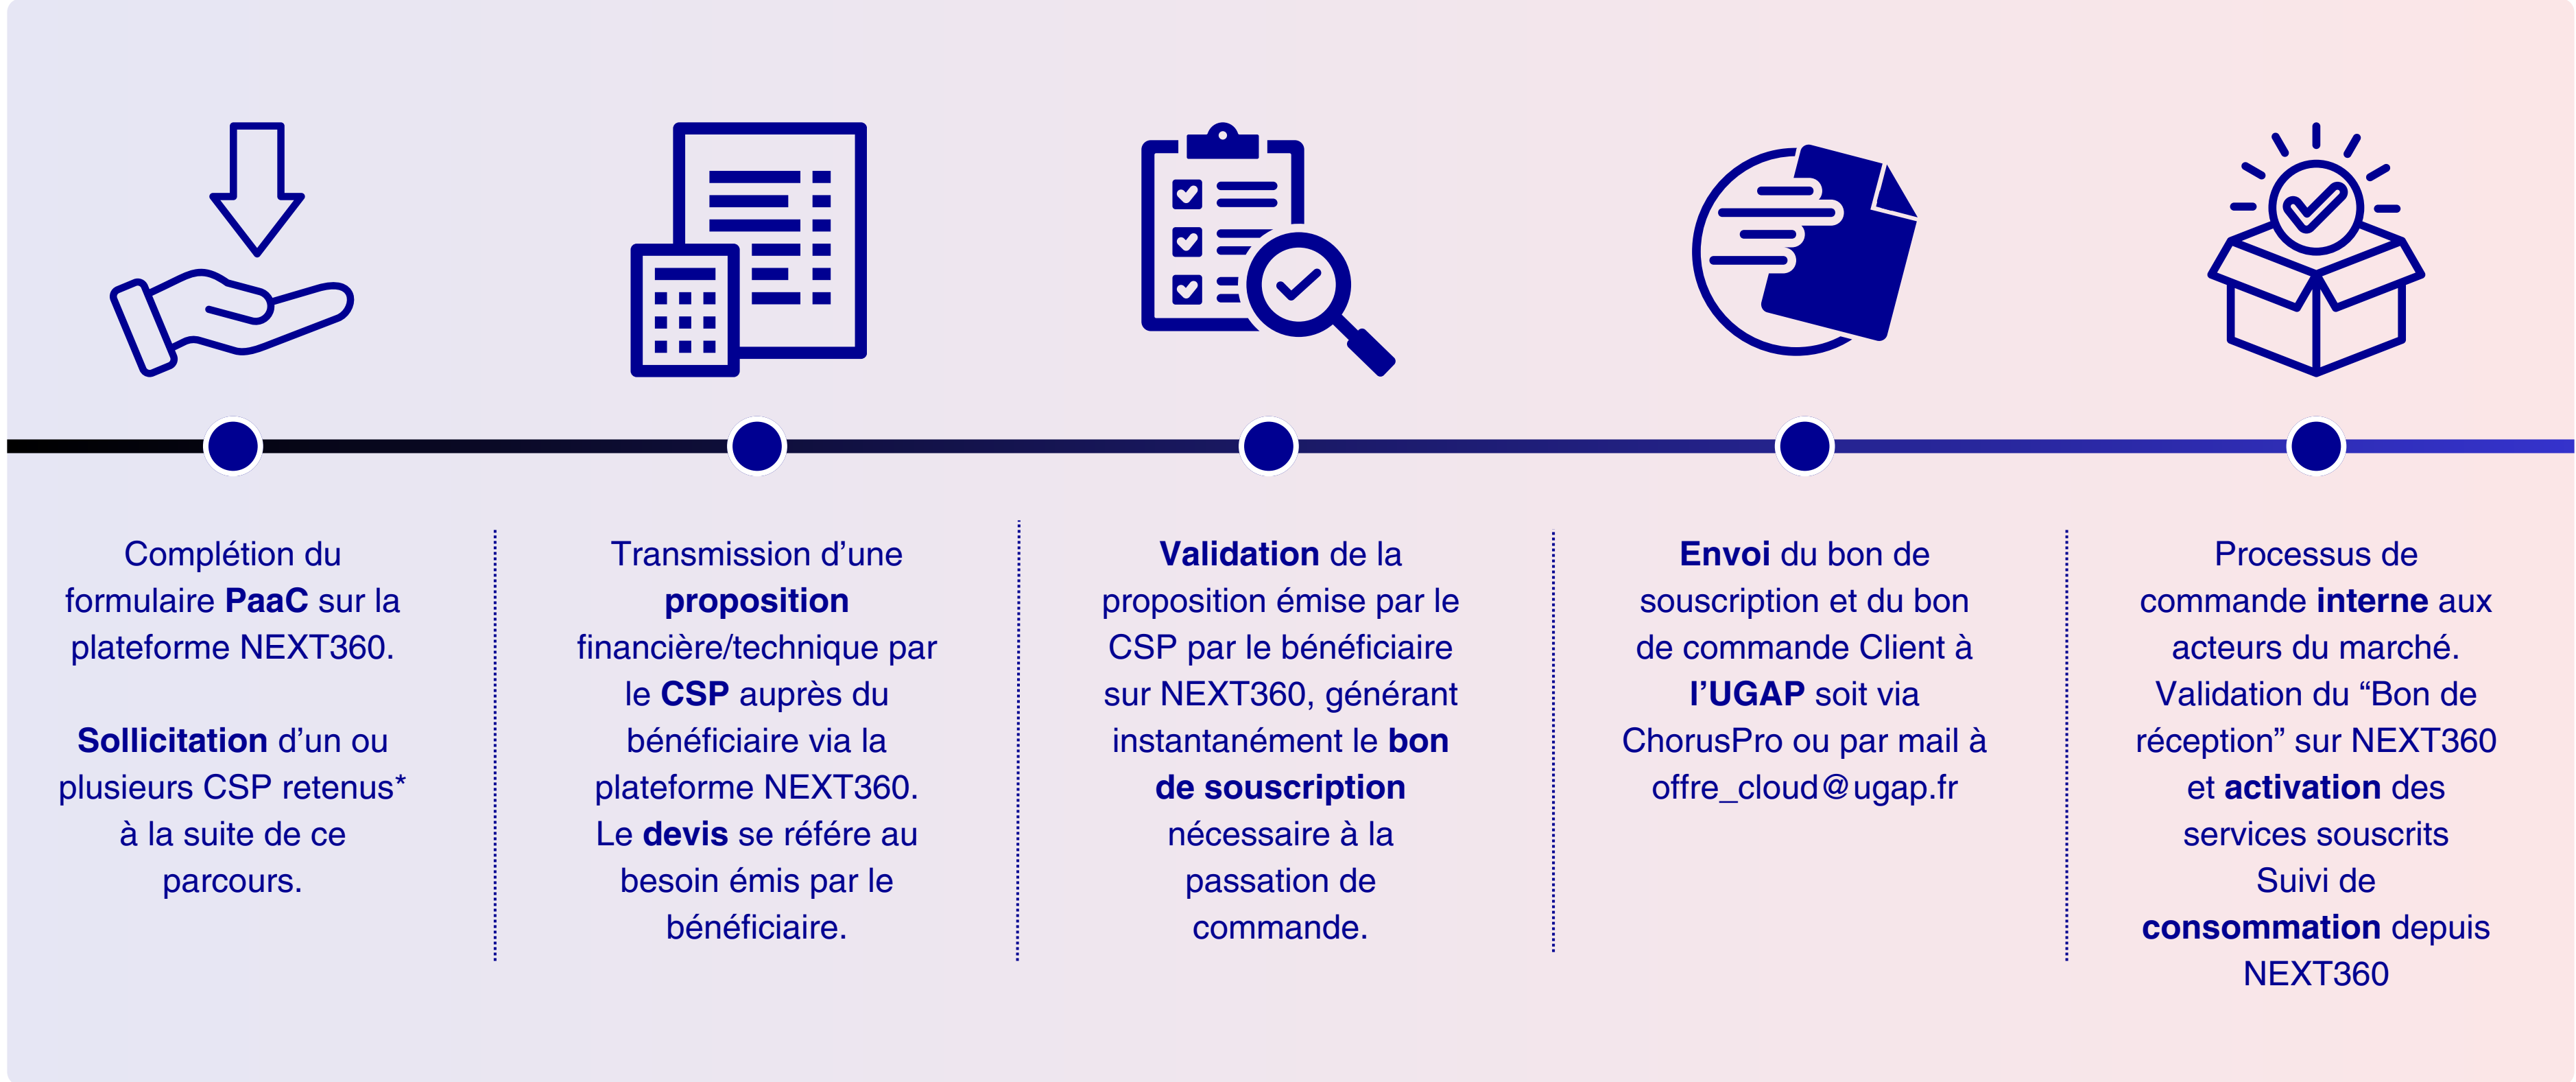 Complétion du
formulaire PaaC sur la
plateforme NEXT360.
Sollicitation d’un ou
plusieurs CSP retenus*
à la suite de ce
parcours.
Transmission d’une
proposition
financière/technique par
le CSP auprès du
bénéficiaire via la
plateforme NEXT360.
Le devis se référe au
besoin émis par le
bénéficiaire.
Validation de la
proposition émise par le
CSP par le bénéficiaire
sur NEXT360, générant
instantanément le bon
de souscription
nécessaire à la
passation de
commande.
Envoi du bon de
souscription et du bon
de commande Client à
l’UGAP soit via
ChorusPro ou par mail à
offre_cloud@ugap.fr
Processus de
commande interne aux
acteurs du marché.
Validation du “Bon de
réception” sur NEXT360
et activation des
services souscrits
Suivi de
consommation depuis
NEXT360